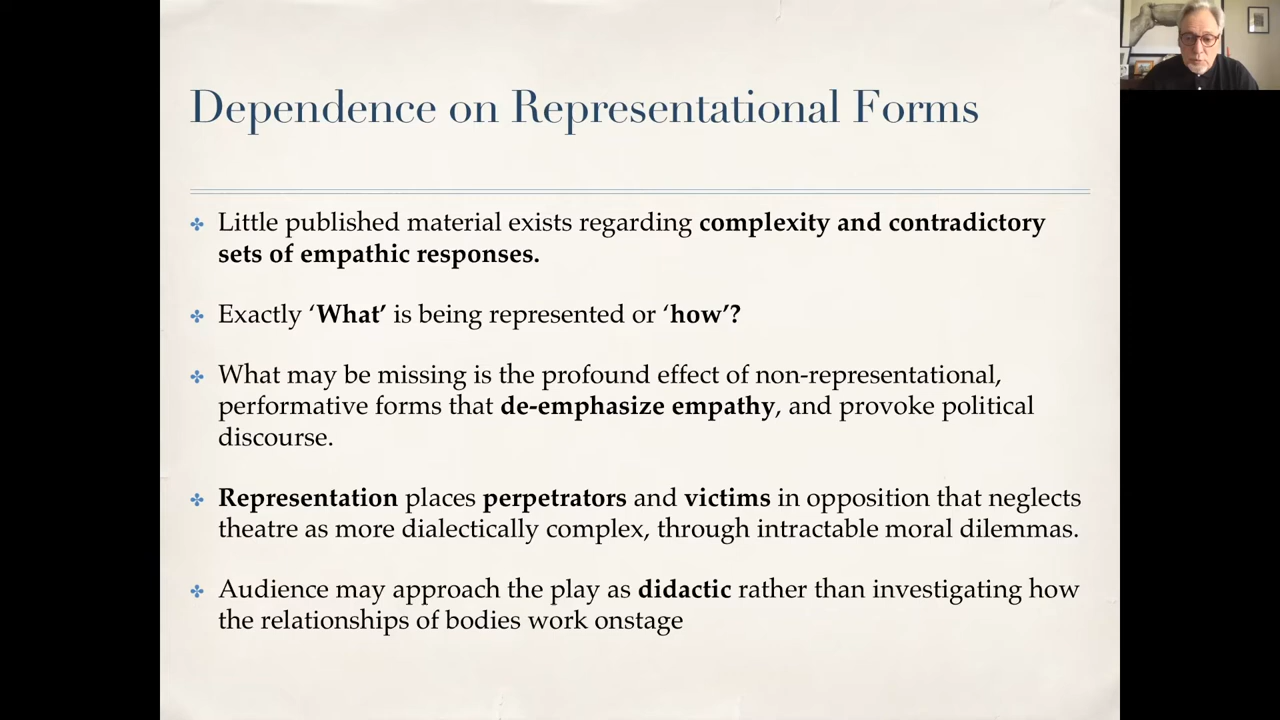 Dependence on Representational Forms
Little published material exists regarding complexity and contradictory
sets of empathic responses.
Exactly ‘What’ is being represented or ‘how’?
What may be missing is the profound effect of non-representational,
performative forms that de-emphasize empathy, and provoke political
discourse.
Representation places perpetrators and victims in opposition that neglects
theatre as more dialectically complex, through intractable moral dilemmas.
Audience may approach the play as didactic rather than investigating how
the relationships of bodies work onstage